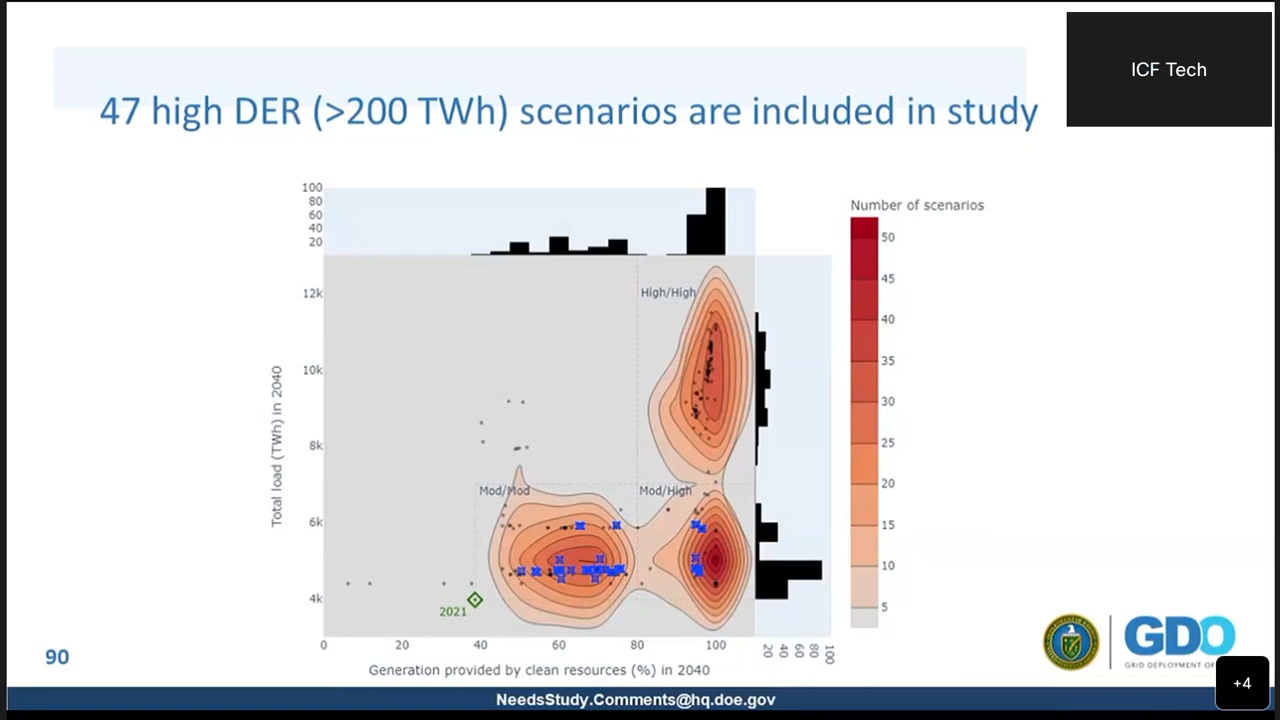 ICF Tech
47 high DER (>200 TWh) scenarios are included in study
100
80
60
40
20
Number of scenarios
50
45
40
35
30
25
20
15
10
5
12k
10k
8k
6k
4k
Total load (TWh) in 2040
High/High
Mod/Mod
Mod/High
2021
0 20 40 60 80 100
20 40 60 80 100
Generation provided by clean resources (%) in 2040
90
GDO
GRID DEPLOYMENT OF
+4
NeedsStudy.Comments@hq.doe.gov